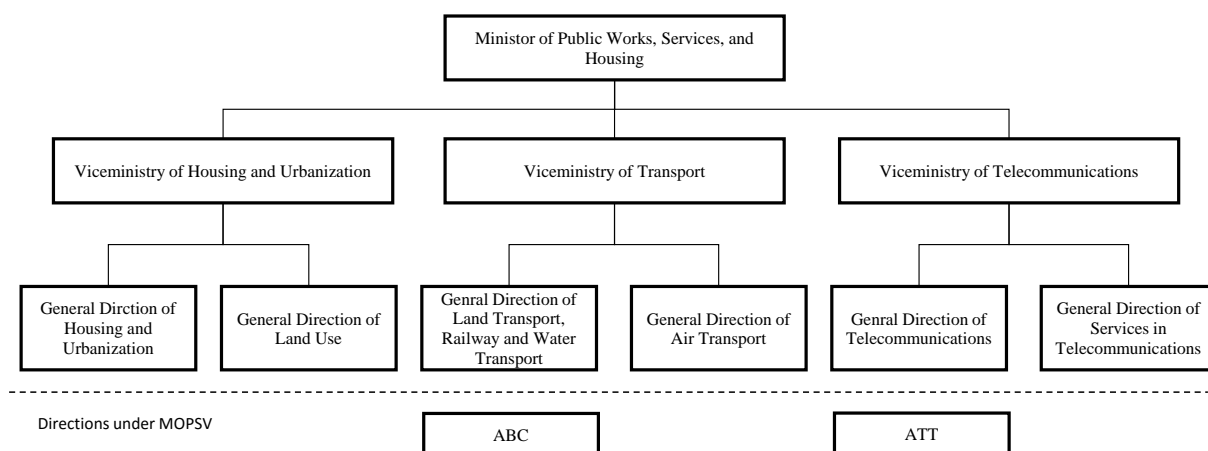 Ministor of Public Works, Services, and
Housing
Viceministry of Housing and Urbanization
Viceministry of Transport
Viceministry of Telecommunications
General Dirction of
Housing and
Urbanization
General Direction of
Land Use
Genral Direction of
Land Transport,
Railway and Water
Transport
General Direction of
Air Transport
Genral Direction of
Telecommunications
General Direction of
Services in
Telecommunications
Directions under MOPSV
ABC
ATT